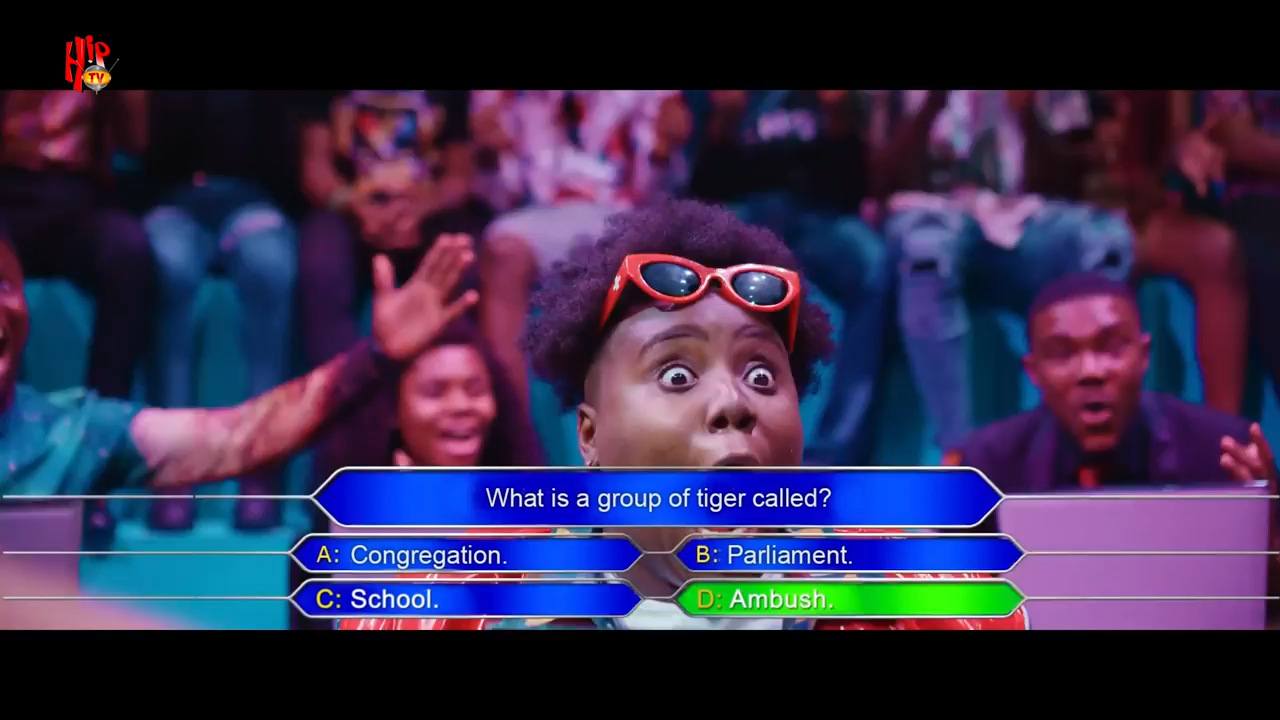 HiP
TV
What is a group of tiger called?
A: Congregation.
B: Parliament.
C: School.
D: Ambush.